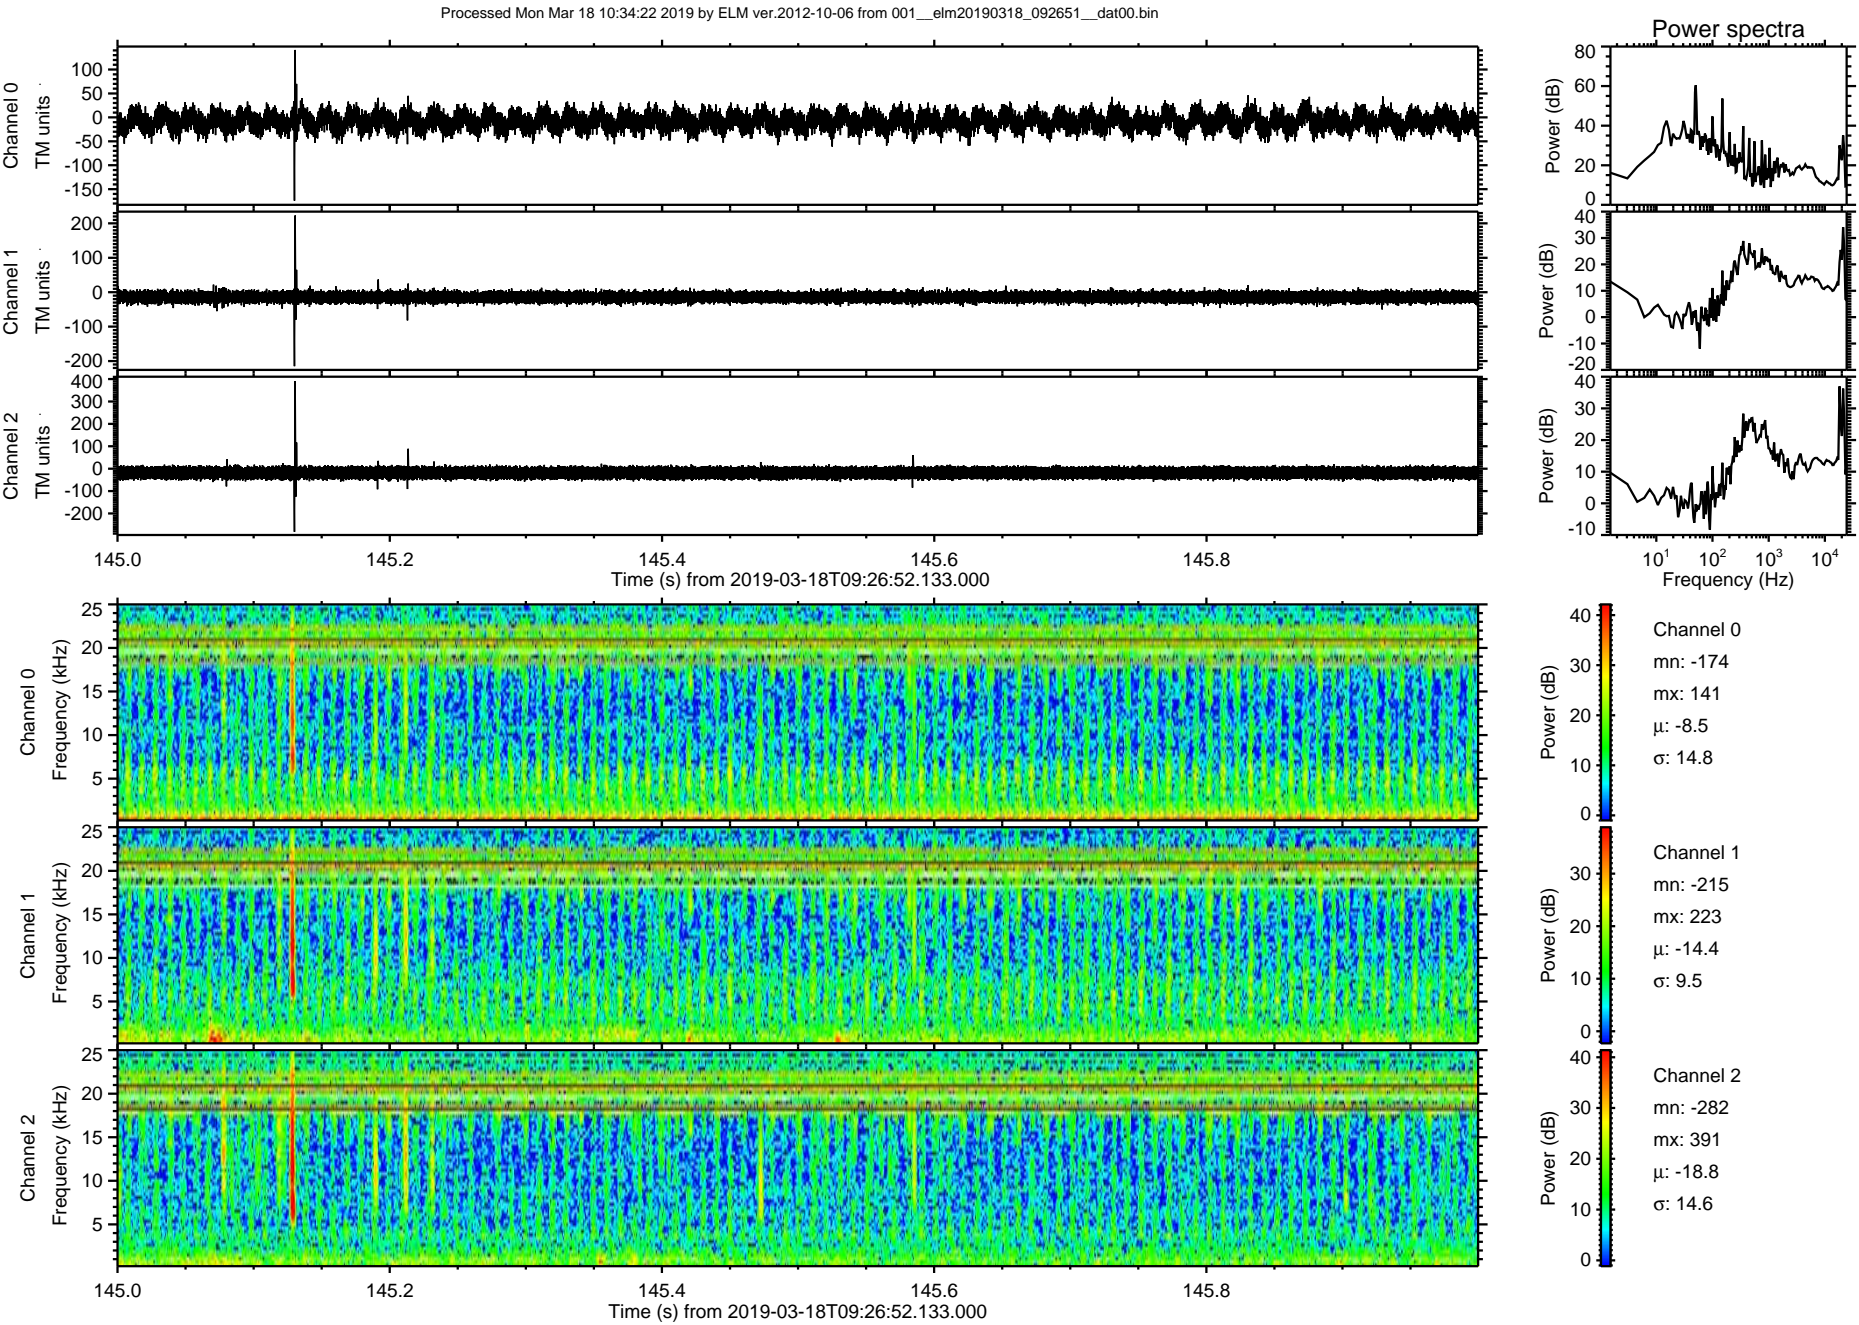 Processed Mon Mar 18 10:34:22 2019 by ELM ver.2012-10-06 from 001__elm20190318_092651__dat00.bin
Power spectra
Channel 0
TM units
100
50
0
-50
-100
-150
Power (dB)
80
60
40
20
0
Channel 1
TM units
200
100
0
-100
-200
Power (dB)
40
30
20
10
0
-10
-20
Channel 2
TM units
400
300
200
100
0
-100
-200
Power (dB)
40
30
20
10
0
-10
145.0 145.2 145.4 145.6 145.8
Time (s) from 2019-03-18T09:26:52.133.000
10¹ 10² 10³ 10⁴
Frequency (Hz)
Channel 0
Frequency (kHz)
25
20
15
10
5
Power (dB)
40
30
20
10
0
Channel 0
mn: -174
mx: 141
μ: -8.5
σ: 14.8
Channel 1
Frequency (kHz)
25
20
15
10
5
Power (dB)
30
20
10
0
Channel 1
mn: -215
mx: 223
μ: -14.4
σ: 9.5
Channel 2
Frequency (kHz)
25
20
15
10
5
Power (dB)
40
30
20
10
0
Channel 2
mn: -282
mx: 391
μ: -18.8
σ: 14.6
145.0 145.2 145.4 145.6 145.8
Time (s) from 2019-03-18T09:26:52.133.000